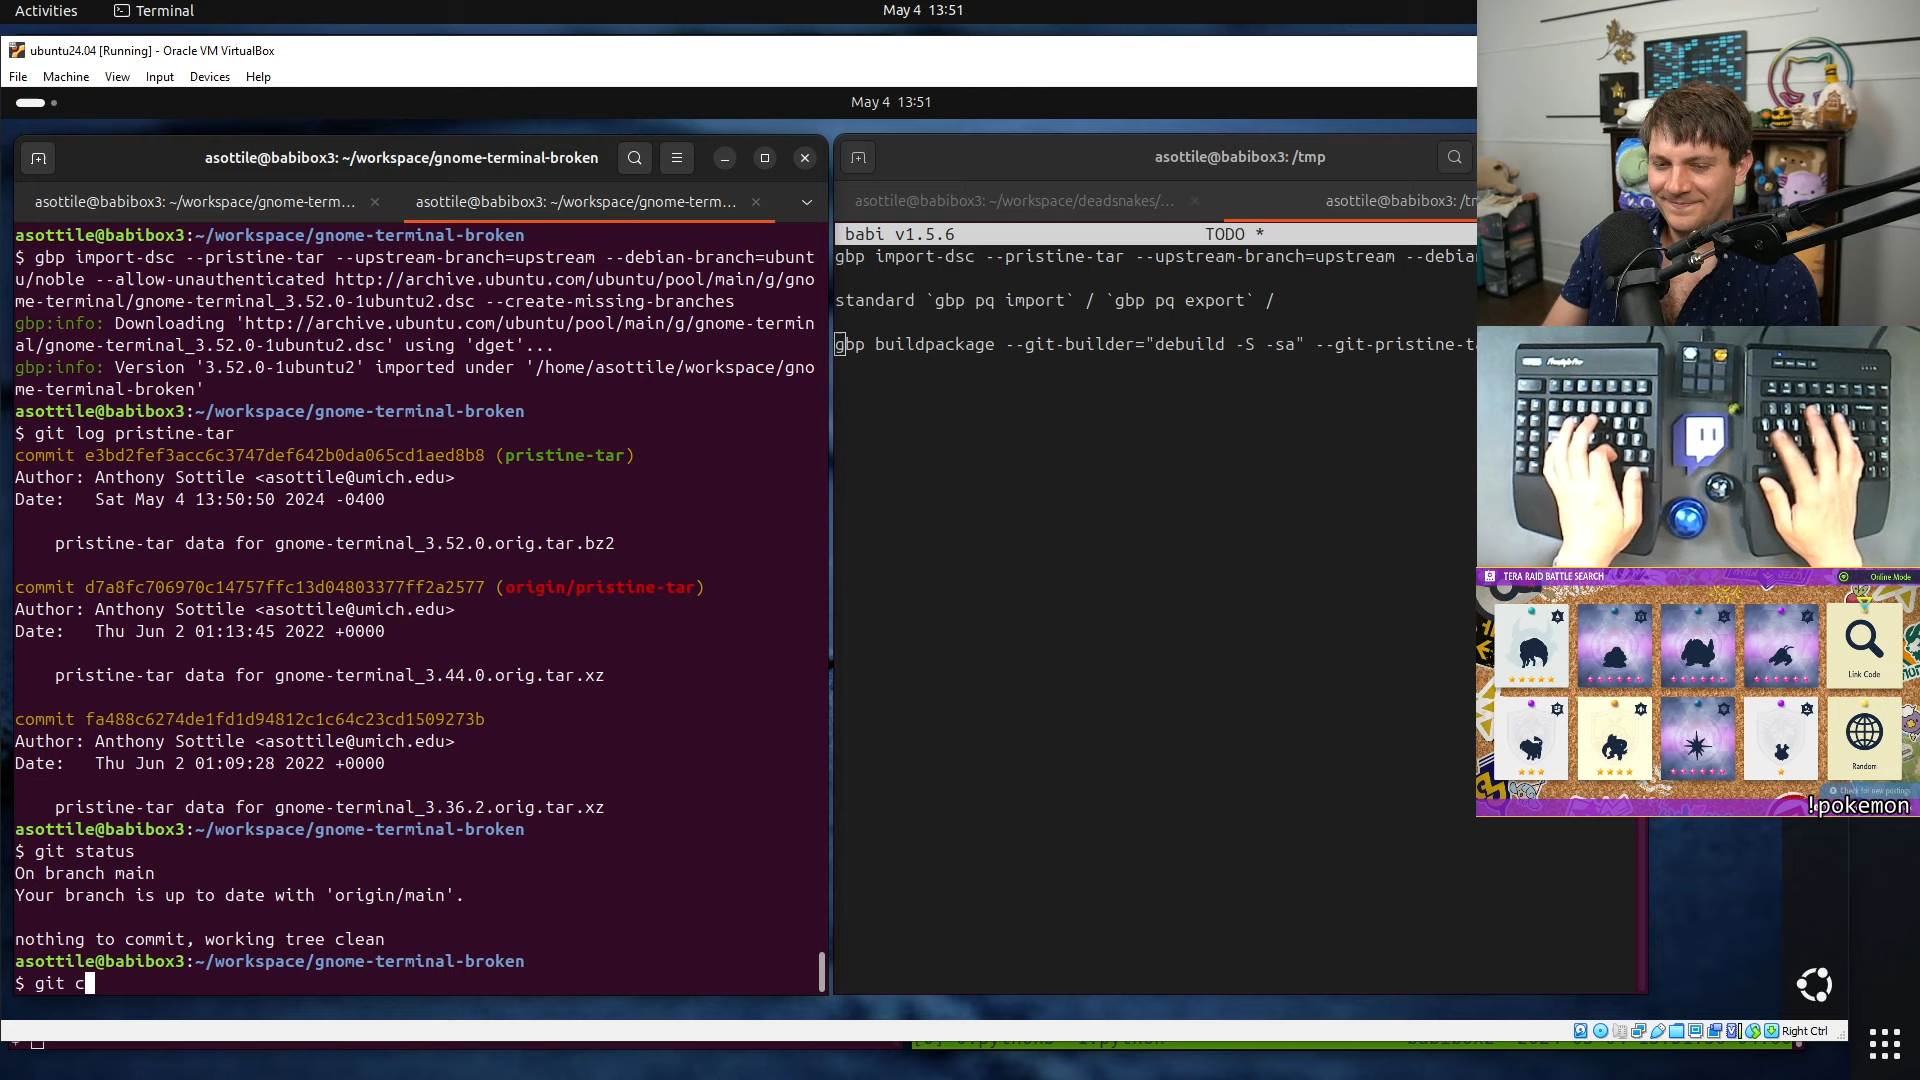 Activities
Terminal
May 4 13:51
ubuntu24.04 [Running] - Oracle VM VirtualBox
File Machine View Input Devices Help
May 4 13:51
asottile@babibox3: ~/workspace/gnome-terminal-broken
asottile@babibox3: ~/workspace/gnome-term...
asottile@babibox3: ~/workspace/gnome-term...
asottile@babibox3:~/workspace/gnome-terminal-broken
$ gbp import-dsc --pristine-tar --upstream-branch=upstream --debian-branch=ubunt
u/noble --allow-unauthenticated http://archive.ubuntu.com/ubuntu/pool/main/g/gno
me-terminal/gnome-terminal_3.52.0-1ubuntu2.dsc --create-missing-branches
gbp:info: Downloading 'http://archive.ubuntu.com/ubuntu/pool/main/g/gnome-termin
al/gnome-terminal_3.52.0-1ubuntu2.dsc' using 'dget'...
gbp:info: Version '3.52.0-1ubuntu2' imported under '/home/asottile/workspace/gno
me-terminal-broken'
asottile@babibox3:~/workspace/gnome-terminal-broken
$ git log pristine-tar
commit e3bd2fef3acc6c3747def642b0da065cd1aed8b8 (pristine-tar)
Author: Anthony Sottile <asottile@umich.edu>
Date:   Sat May 4 13:50:50 2024 -0400
pristine-tar data for gnome-terminal_3.52.0.orig.tar.bz2
commit d7a8fc706970c14757ffc13d04803377ff2a2577 (origin/pristine-tar)
Author: Anthony Sottile <asottile@umich.edu>
Date:   Thu Jun 2 01:13:45 2022 +0000
pristine-tar data for gnome-terminal_3.44.0.orig.tar.xz
commit fa488c6274de1fd1d94812c1c64c23cd1509273b
Author: Anthony Sottile <asottile@umich.edu>
Date:   Thu Jun 2 01:09:28 2022 +0000
pristine-tar data for gnome-terminal_3.36.2.orig.tar.xz
asottile@babibox3:~/workspace/gnome-terminal-broken
$ git status
On branch main
Your branch is up to date with 'origin/main'.
nothing to commit, working tree clean
asottile@babibox3:~/workspace/gnome-terminal-broken
$ git c
asottile@babibox3: /tmp
asottile@babibox3: ~/workspace/deadsnakes/...
asottile@babibox3: /t
babi v1.5.6
TODO *
gbp import-dsc --pristine-tar --upstream-branch=upstream --debian
standard `gbp pq import` / `gbp pq export` /
gbp buildpackage --git-builder="debuild -S -sa" --git-pristine-ta
TERA RAID BATTLE SEARCH
Online Mode
Link Code
Random
Check for new postings
!pokemon
Right Ctrl